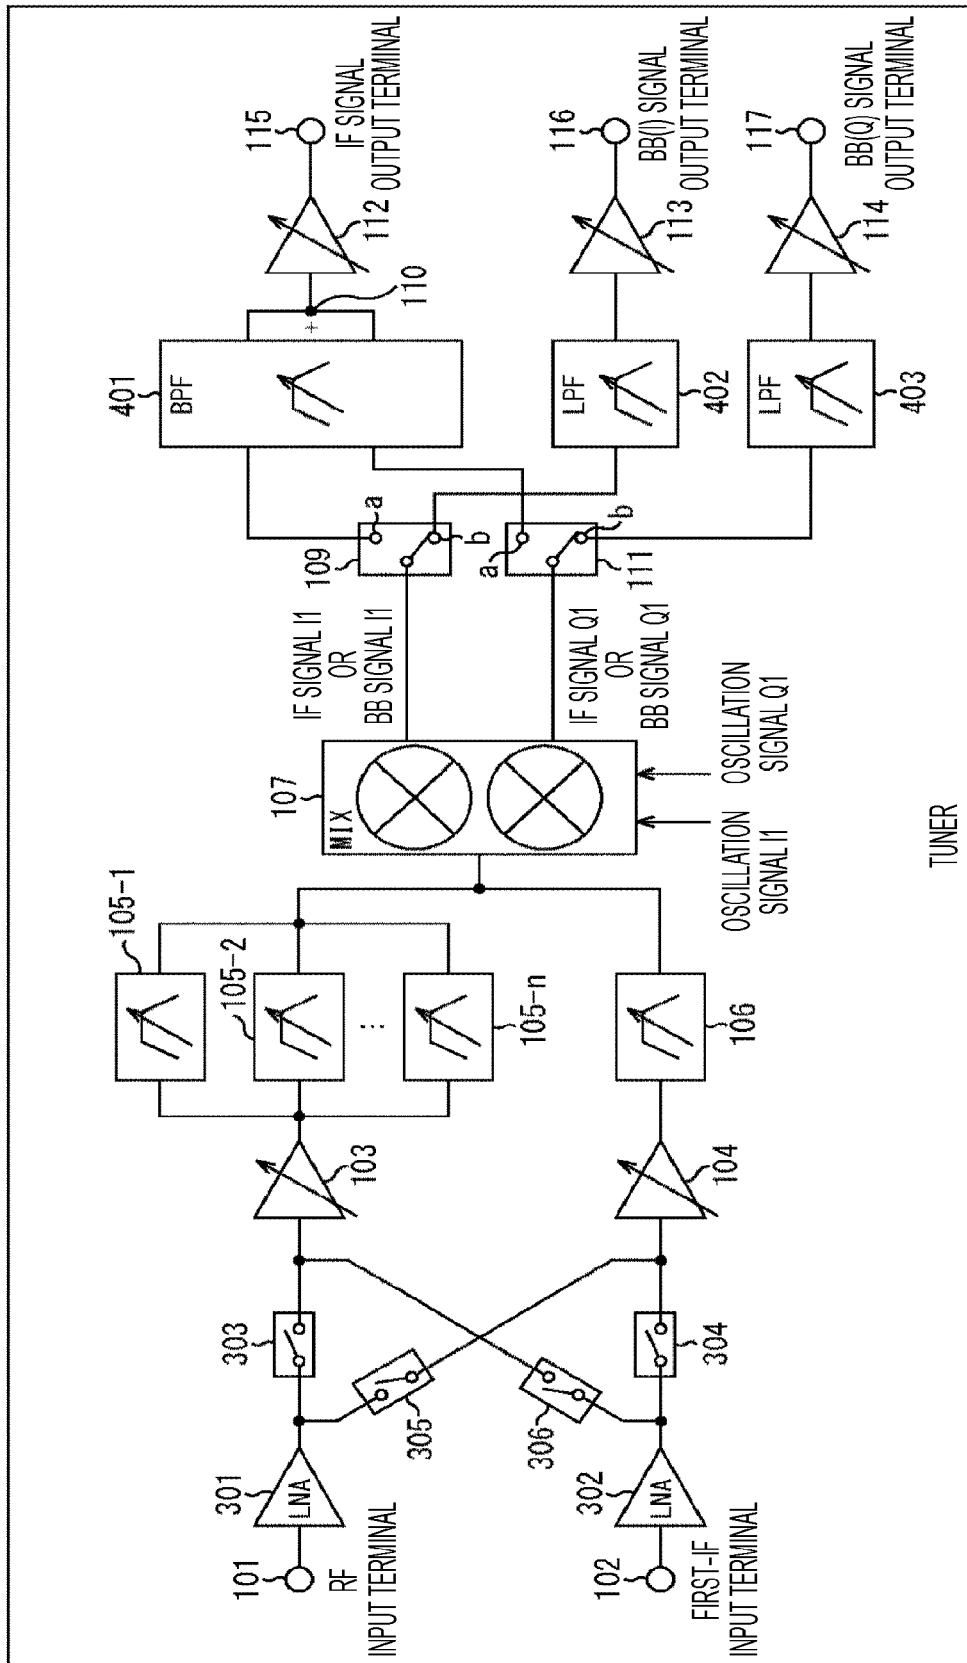 101
RF
INPUT TERMINAL
301
LNA
303
305
103
105-1
105-2
⋮
105-n
102
FIRST-IF
INPUT TERMINAL
302
LNA
306
304
104
106
107
MIX
OSCILLATION
SIGNAL I1
OSCILLATION
SIGNAL Q1
IF SIGNAL I1
OR
BB SIGNAL I1
IF SIGNAL Q1
OR
BB SIGNAL Q1
109
a
b
a
b
111
401
BPF
+
110
112
115
IF SIGNAL
OUTPUT TERMINAL
LPF
402
113
116
BB(I) SIGNAL
OUTPUT TERMINAL
LPF
403
114
117
BB(Q) SIGNAL
OUTPUT TERMINAL
TUNER